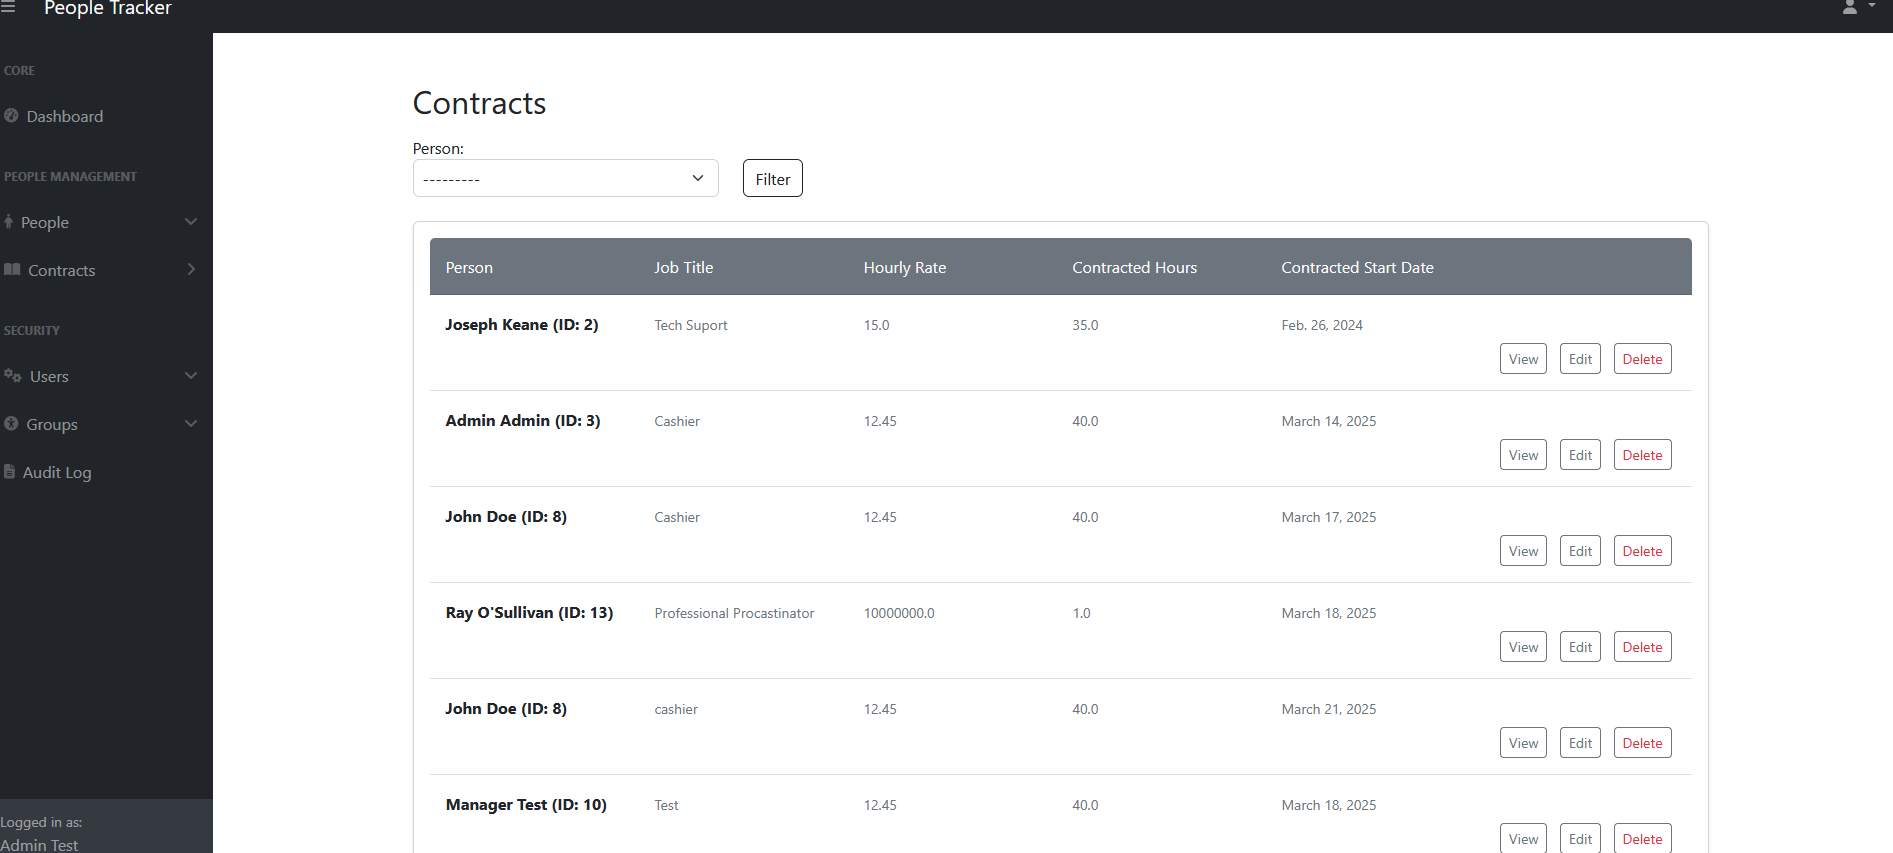 People Tracker
CORE
Dashboard
PEOPLE MANAGEMENT
People
Contracts
SECURITY
Users
Groups
Audit Log
Logged in as:
Admin Test
Contracts
Person:
---------
Filter
Person Job Title Hourly Rate Contracted Hours Contracted Start Date
Joseph Keane (ID: 2) Tech Suport 15.0 35.0 Feb. 26, 2024
View Edit Delete
Admin Admin (ID: 3) Cashier 12.45 40.0 March 14, 2025
View Edit Delete
John Doe (ID: 8) Cashier 12.45 40.0 March 17, 2025
View Edit Delete
Ray O'Sullivan (ID: 13) Professional Procastinator 10000000.0 1.0 March 18, 2025
View Edit Delete
John Doe (ID: 8) cashier 12.45 40.0 March 21, 2025
View Edit Delete
Manager Test (ID: 10) Test 12.45 40.0 March 18, 2025
View Edit Delete